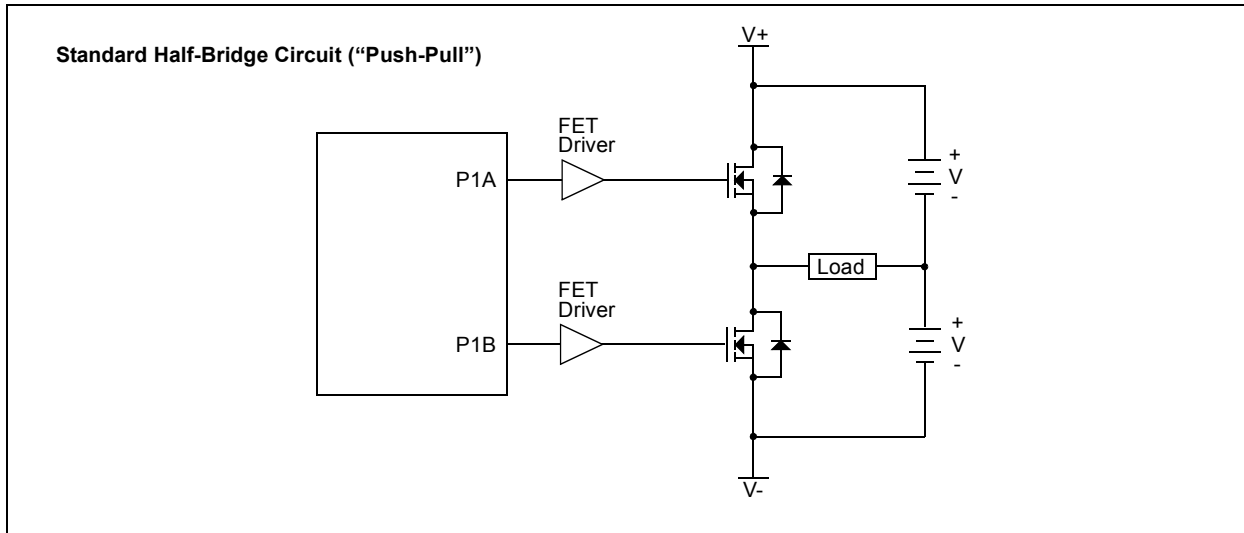 Standard Half-Bridge Circuit (“Push-Pull”)
V+
FET
Driver
P1A
+
V
-
Load
FET
Driver
P1B
+
V
-
V-